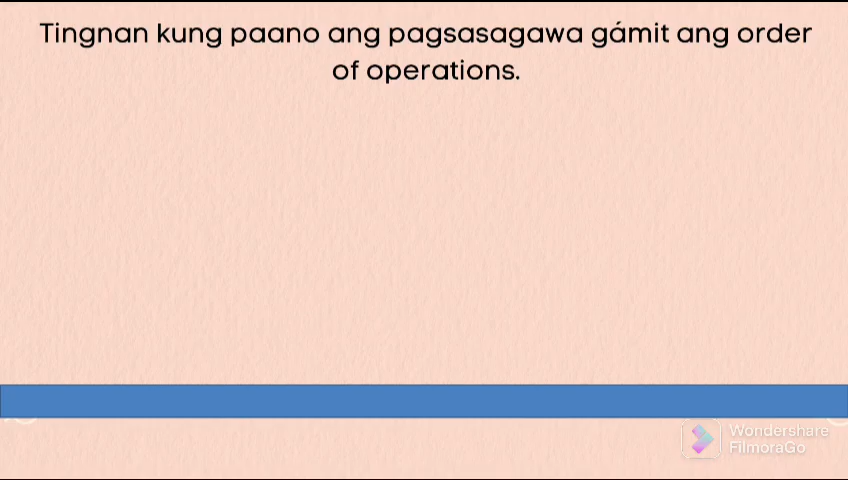 Tingnan kung paano ang pagsasagawa gámit ang order
of operations.
Wondershare
FilmoraGo